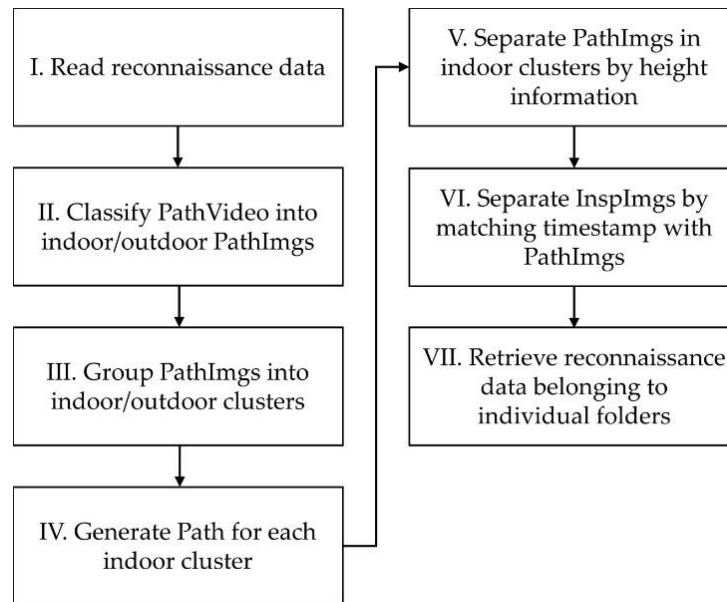 I. Read reconnaissance data
II. Classify PathVideo into
indoor/outdoor PathImgs
III. Group PathImgs into
indoor/outdoor clusters
IV. Generate Path for each
indoor cluster
V. Separate PathImgs in
indoor clusters by height
information
VI. Separate InspImgs by
matching timestamp with
PathImgs
VII. Retrieve reconnaissance
data belonging to
individual folders